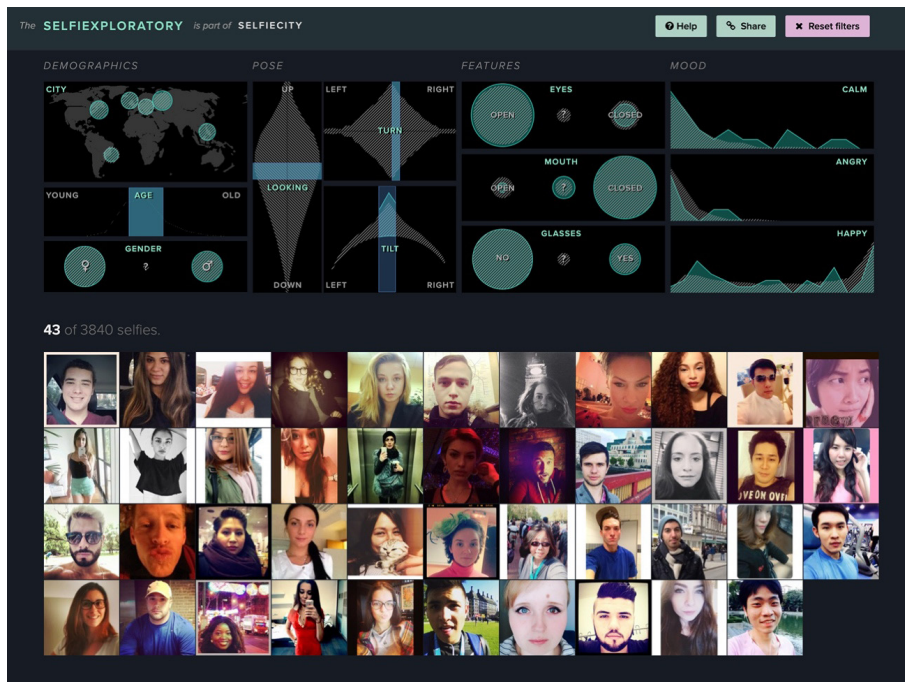 The SELFIEXPLORATORY is part of SELFIECITY
? Help
Share
× Reset filters
DEMOGRAPHICS
POSE
FEATURES
MOOD
CITY
UP
LEFT
RIGHT
EYES
CALM
OPEN
?
CLOSED
TURN
MOUTH
ANGRY
LOOKING
OPEN
?
CLOSED
YOUNG
AGE
OLD
GLASSES
HAPPY
GENDER
TILT
♀
?
♂
NO
?
YES
DOWN
LEFT
RIGHT
43 of 3840 selfies.